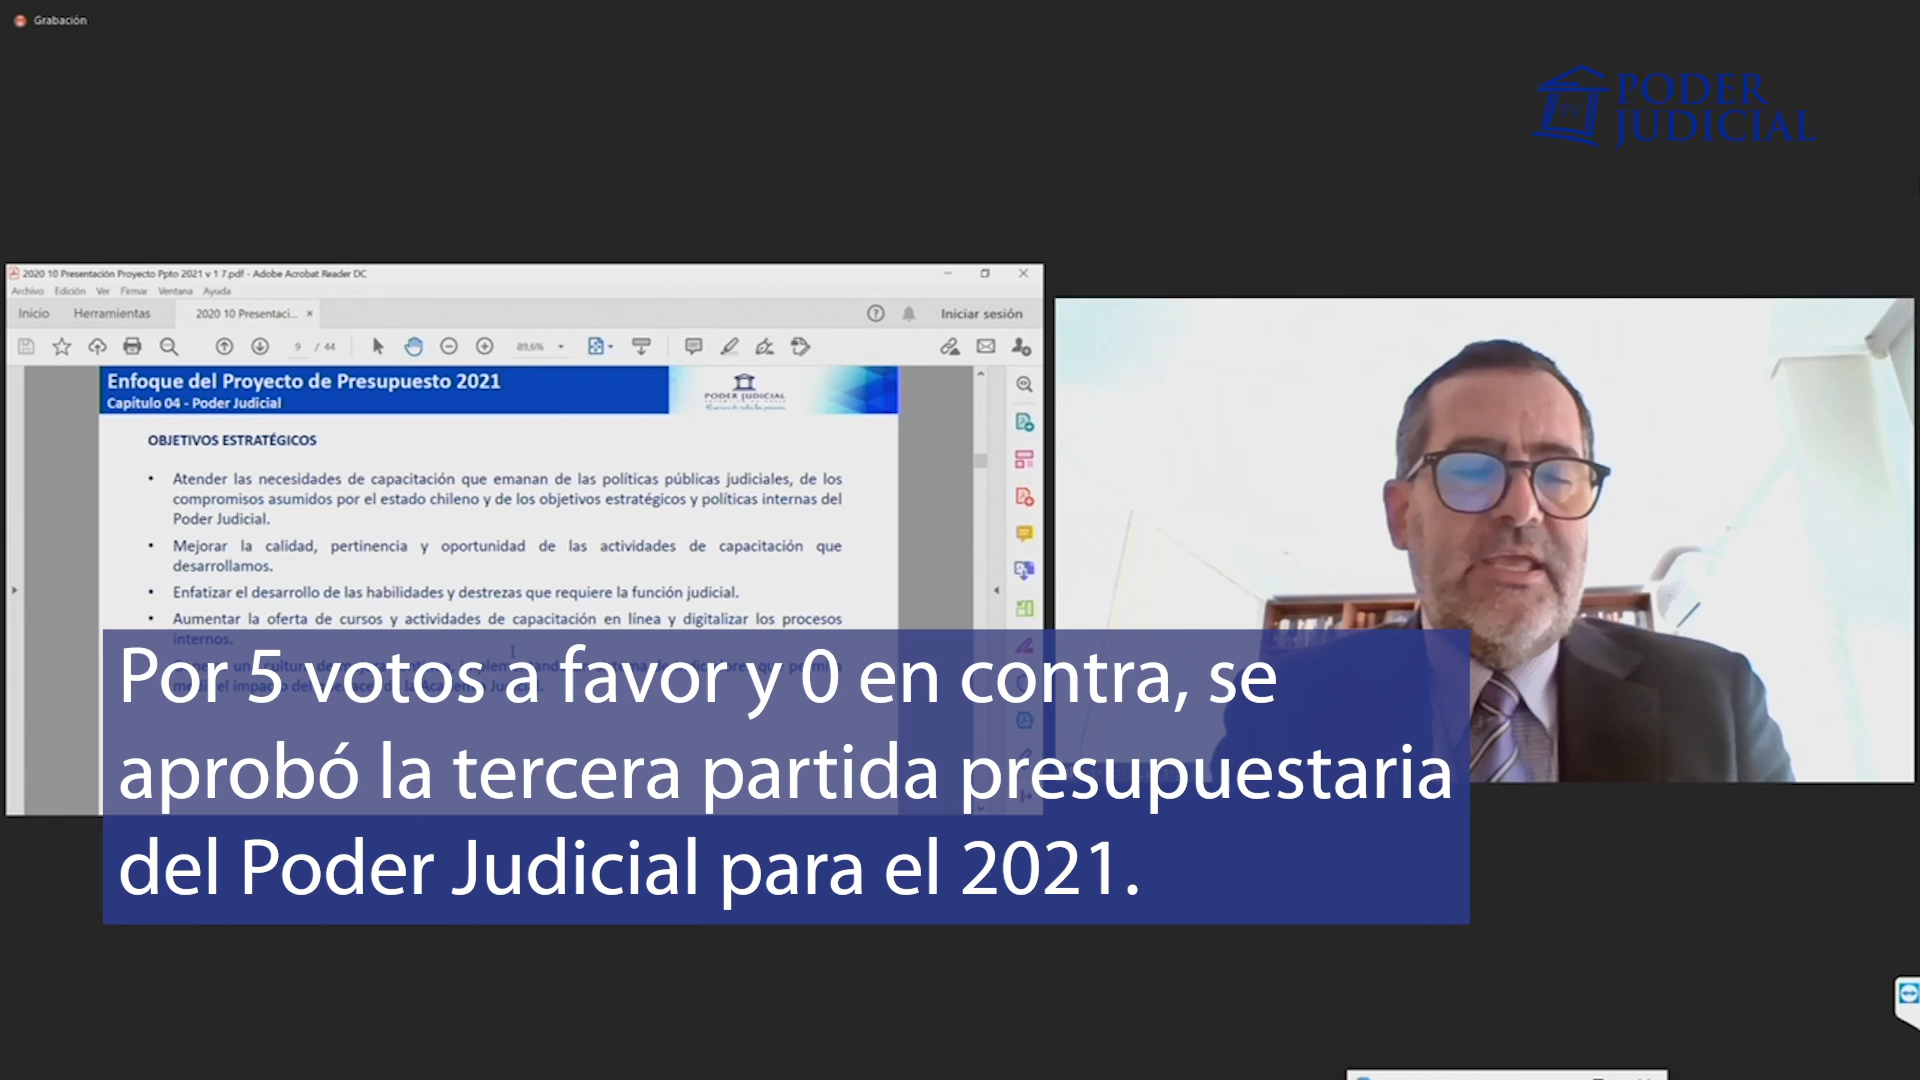 Grabación
PODER
JUDICIAL
2020 10 Presentación Proyecto Ppto 2021 v 1 7.pdf - Adobe Acrobat Reader DC
Archivo Edición Ver Firmar Ventana Ayuda
Inicio Herramientas 2020 10 Presentaci... × Iniciar sesión
9 / 44 89,6%
Enfoque del Proyecto de Presupuesto 2021
Capítulo 04 - Poder Judicial
PODER JUDICIAL
OBJETIVOS ESTRATÉGICOS
• Atender las necesidades de capacitación que emanan de las políticas públicas judiciales, de los
compromisos asumidos por el estado chileno y de los objetivos estratégicos y políticas internas del
Poder Judicial.
• Mejorar la calidad, pertinencia y oportunidad de las actividades de capacitación que
desarrollamos.
• Enfatizar el desarrollo de las habilidades y destrezas que requiere la función judicial.
• Aumentar la oferta de cursos y actividades de capacitación en línea y digitalizar los procesos
internos.
Por 5 votos a favor y 0 en contra, se
aprobó la tercera partida presupuestaria
del Poder Judicial para el 2021.